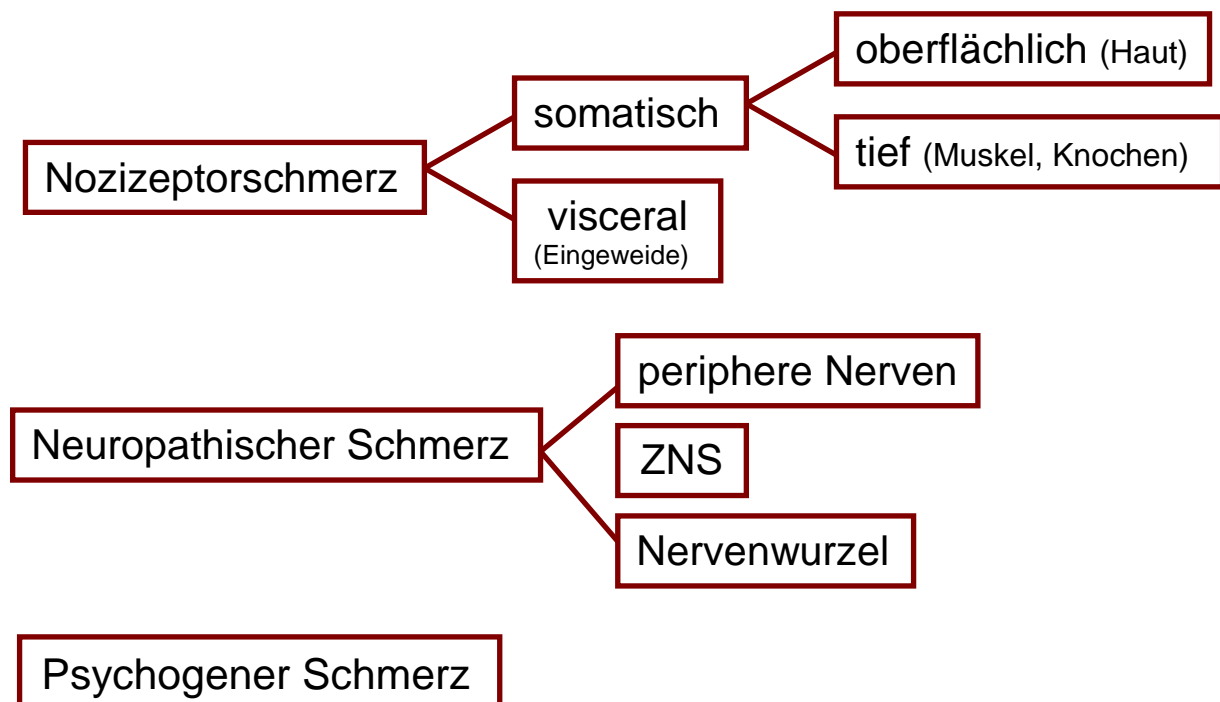 oberflächlich (Haut)
somatisch
tief (Muskel, Knochen)
Nozizeptorschmerz
visceral
(Eingeweide)
periphere Nerven
Neuropathischer Schmerz
ZNS
Nervenwurzel
Psychogener Schmerz